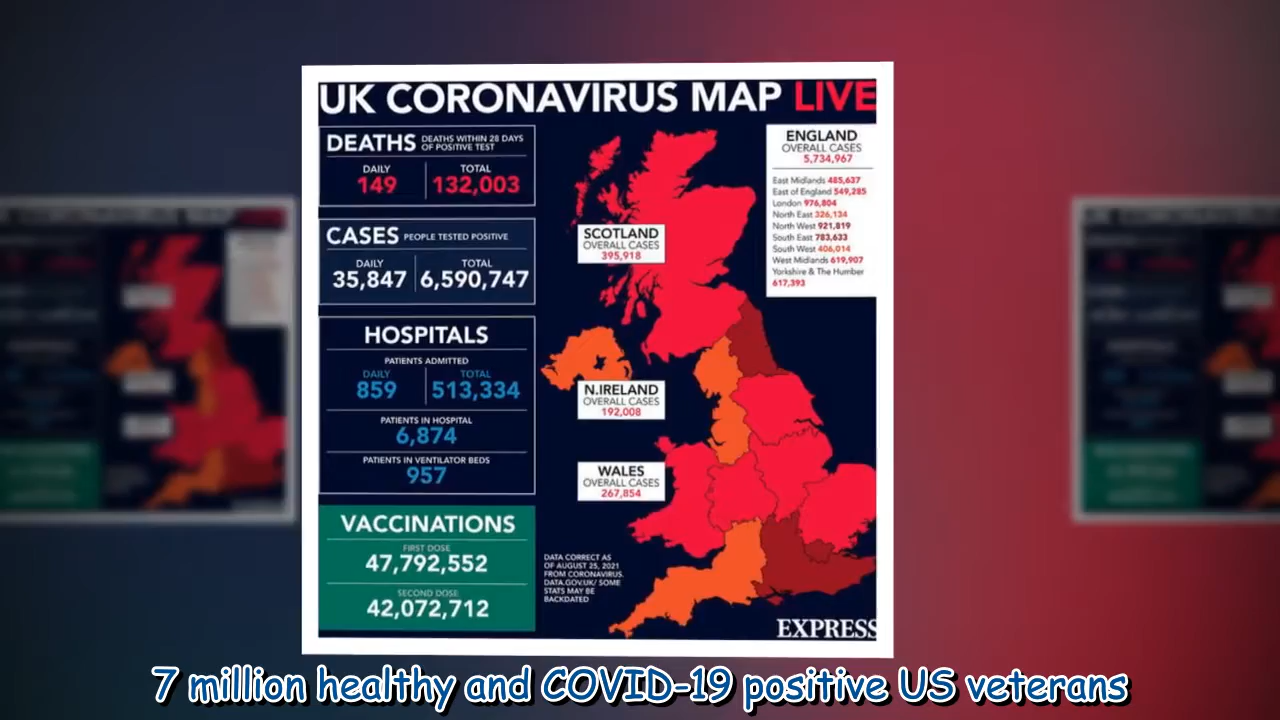 UK CORONAVIRUS MAP LIVE
DEATHS DEATHS WITHIN 28 DAYS
OF POSITIVE TEST
DAILY TOTAL
149 132,003
CASES PEOPLE TESTED POSITIVE
DAILY TOTAL
35,847 6,590,747
HOSPITALS
PATIENTS ADMITTED
DAILY TOTAL
859 513,334
PATIENTS IN HOSPITAL
6,874
PATIENTS IN VENTILATOR BEDS
957
VACCINATIONS
FIRST DOSE
47,792,552
SECOND DOSE
42,072,712
SCOTLAND
OVERALL CASES
395,918
N.IRELAND
OVERALL CASES
192,008
WALES
OVERALL CASES
267,854
ENGLAND
OVERALL CASES
5,734,967
East Midlands 485,637
East of England 549,285
London 976,804
North East 326,134
North West 921,819
South East 783,633
South West 406,014
West Midlands 619,907
Yorkshire & The Humber
617,393
DATA CORRECT AS
OF AUGUST 25, 2021
FROM CORONAVIRUS.
DATA.GOV.UK/ SOME
STATS MAY BE
BACKDATED
EXPRESS
7 million healthy and COVID-19 positive US veterans